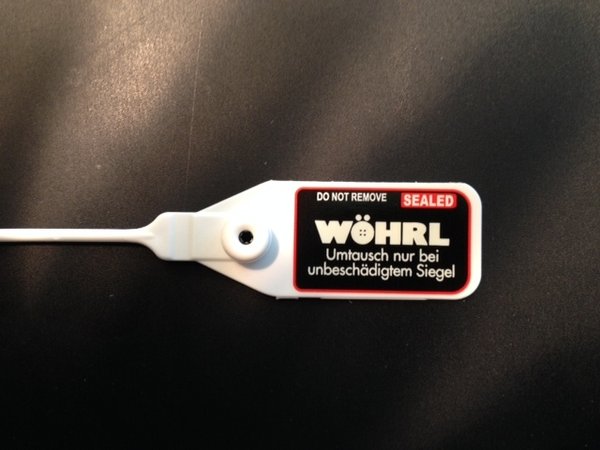 DO NOT REMOVE SEALED
WÖHRL
Umtausch nur bei
unbeschädigtem Siegel